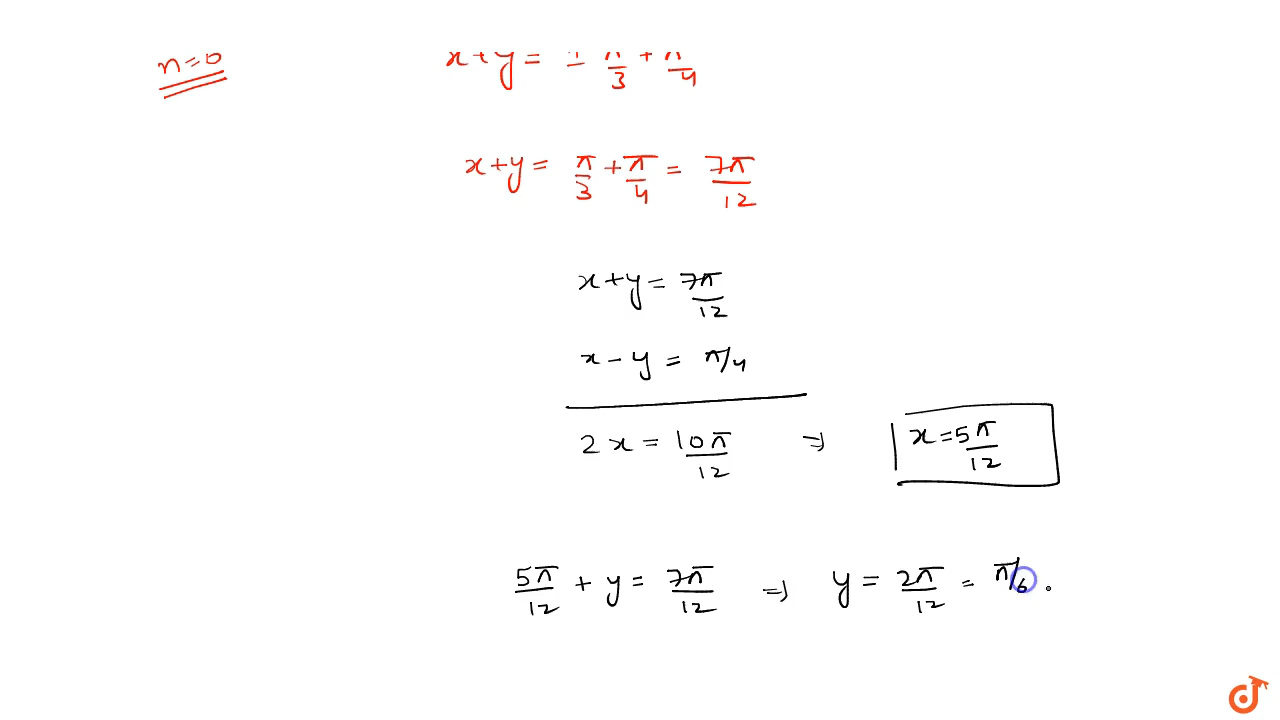 n=0
x+y= ± π/3 + π/4
x+y= π/3 + π/4 = 7π/12
x+y= 7π/12
x-y = π/4
2x = 10π/12 ⇒ x=5π/12
5π/12 + y = 7π/12 ⇒ y = 2π/12 = π/6.